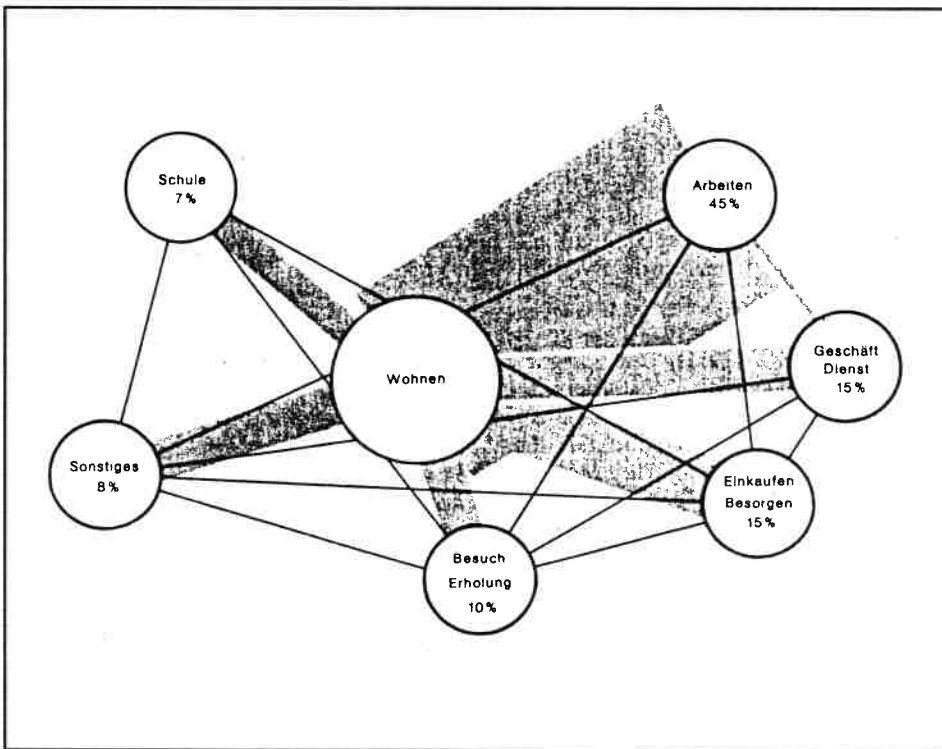 Schule
7%
Arbeiten
45%
Wohnen
Geschäft
Dienst
15%
Sonstiges
8%
Einkaufen
Besorgen
15%
Besuch
Erholung
10%